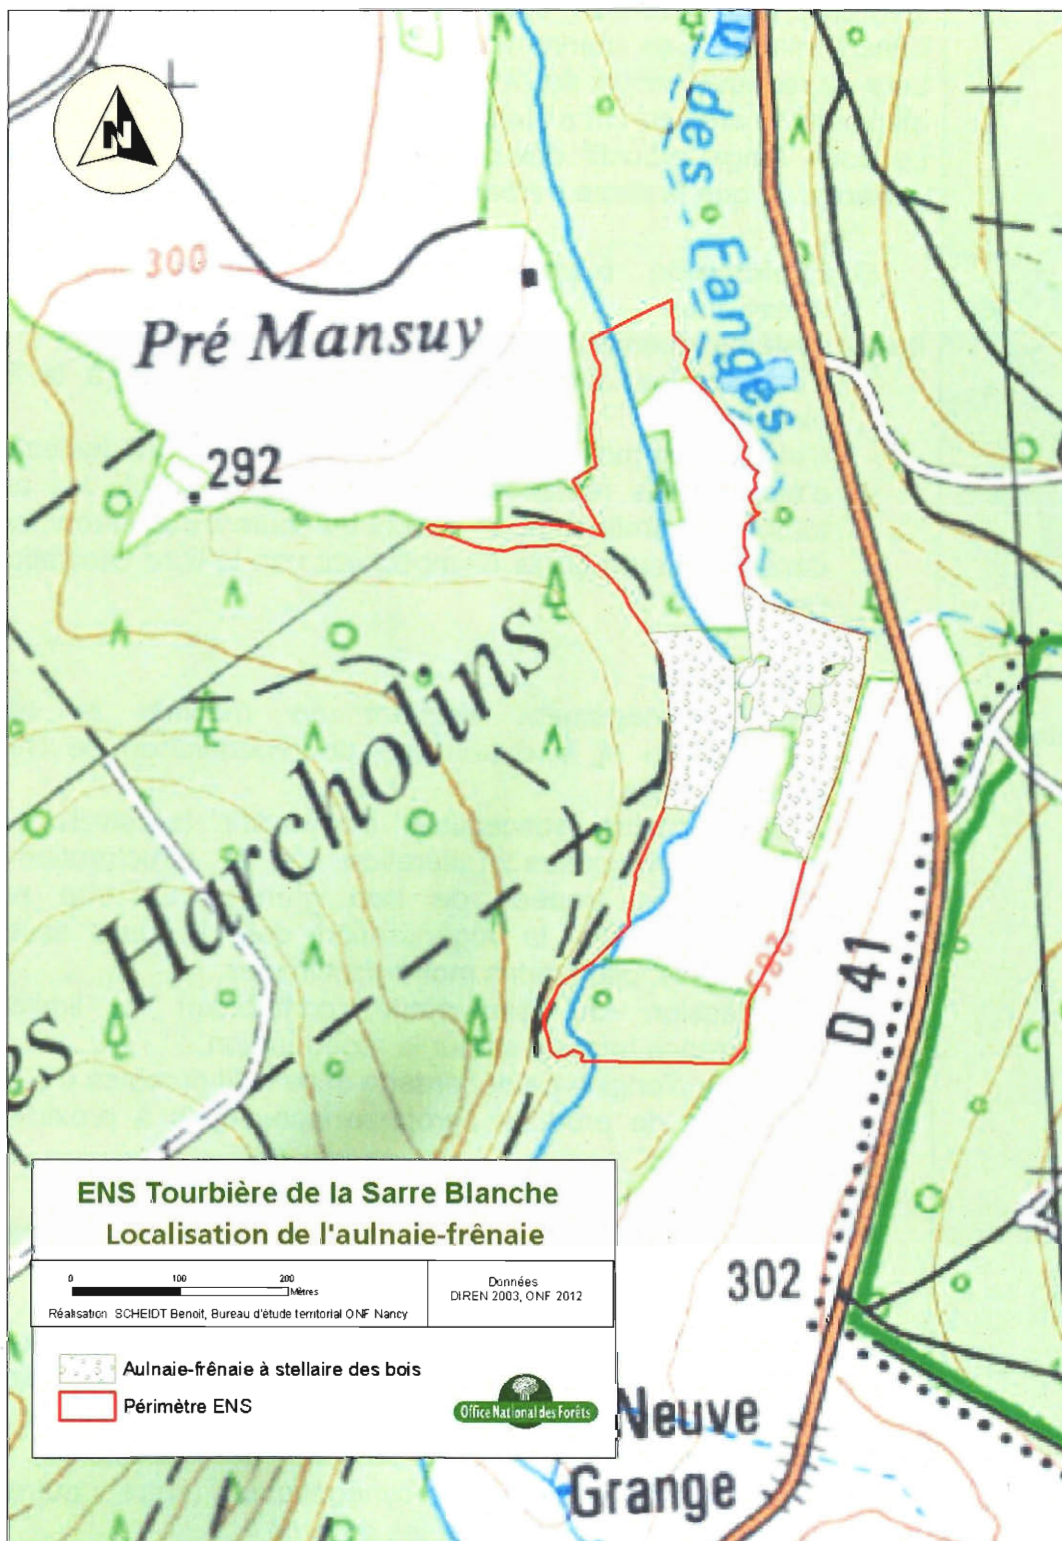 N
des Fanges
300
Pré Mansuy
292
es Harcholins
285
D 41
302
Neuve
Grange
ENS Tourbière de la Sarre Blanche
Localisation de l'aulnaie-frênaie
0 100 200
Mètres
Réalisation SCHEIDT Benoit, Bureau d'étude territorial ONF Nancy
Données
DIREN 2003, ONF 2012
Aulnaie-frênaie à stellaire des bois
Périmètre ENS
Office National des Forêts